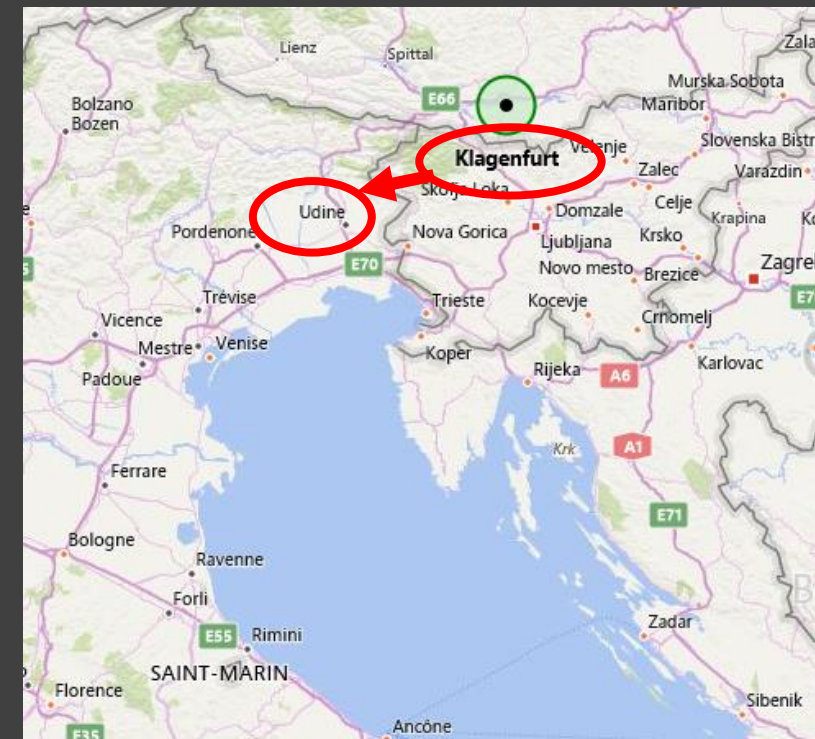 Lienz
Spittal
Zala
E66
Murska Sobota
Maribor
Bolzano
Bozen
Klagenfurt
Velenje
Slovenska Bistr
Zalec
Varazdin
Skofja Loka
Udine
Domzale
Celje
Krapina
Pordenone
Nova Gorica
Ljubljana
Krsko
E70
Novo mesto
Brezice
Zagre
Trévise
Trieste
Kocevje
E7
Vicence
Crnomelj
Mestre
Venise
Koper
Karlovac
Padoue
Rijeka
A6
Krk
A1
Ferrare
E71
Bologne
Ravenne
Forli
Zadar
E55
Rimini
SAINT-MARIN
Florence
Sibenik
Ancône
E35